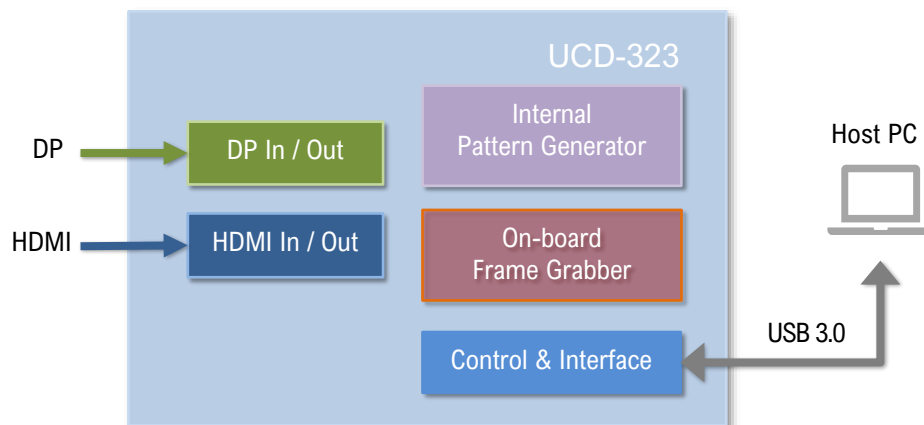 UCD-323
Internal
Pattern Generator
DP
DP In / Out
Host PC
HDMI
HDMI In / Out
On-board
Frame Grabber
USB 3.0
Control & Interface